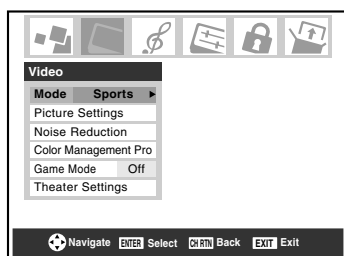 Video
Mode Sports
Picture Settings
Noise Reduction
Color Management Pro
Game Mode Off
Theater Settings
Navigate ENTER Select CH RTN Back EXIT Exit